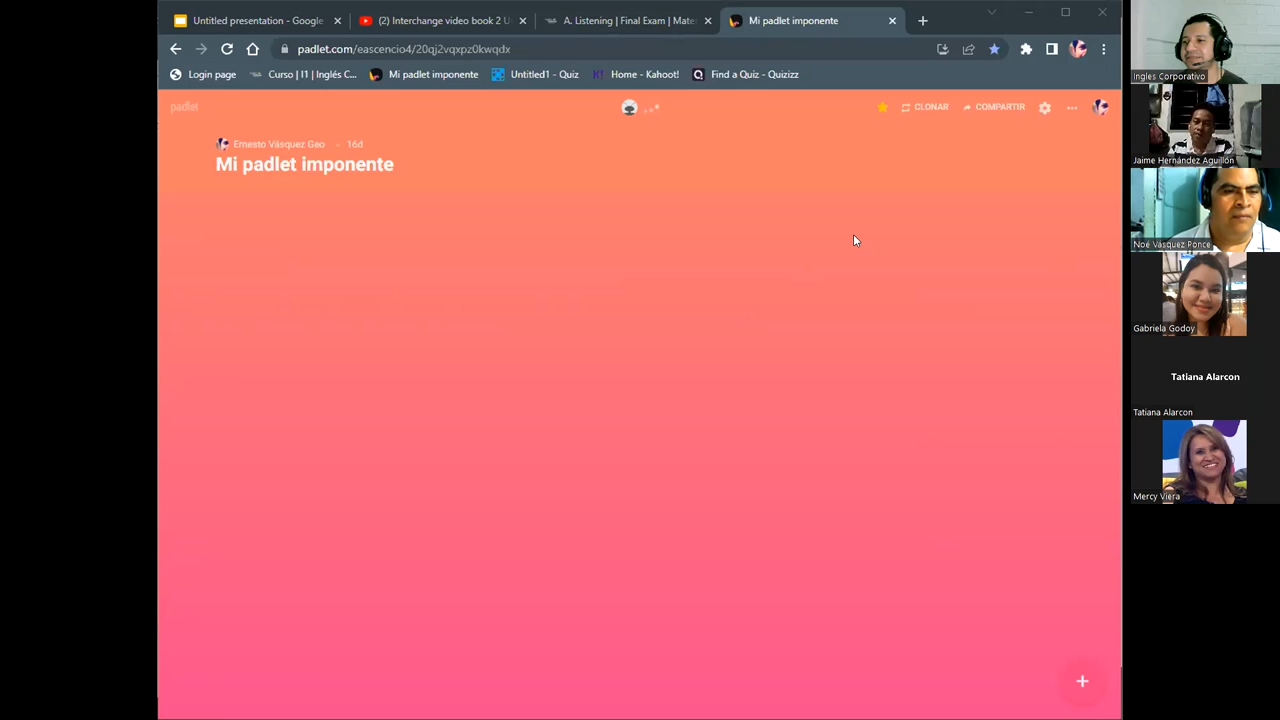 Untitled presentation - Google
(2) Interchange video book 2 U
A. Listening | Final Exam | Mater
Mi padlet imponente
padlet.com/eascencio4/20qj2vqxpz0kwqdx
Login page
Curso | I1 | Inglés C...
Mi padlet imponente
Untitled1 - Quiz
Home - Kahoot!
Find a Quiz - Quizizz
padlet
CLONAR
COMPARTIR
Ernesto Vásquez Geo
16d
Mi padlet imponente
Ingles Corporativo
Jaime Hernández Aguillón
Noé Vásquez Ponce
Gabriela Godoy
Tatiana Alarcon
Tatiana Alarcon
Mercy Viera